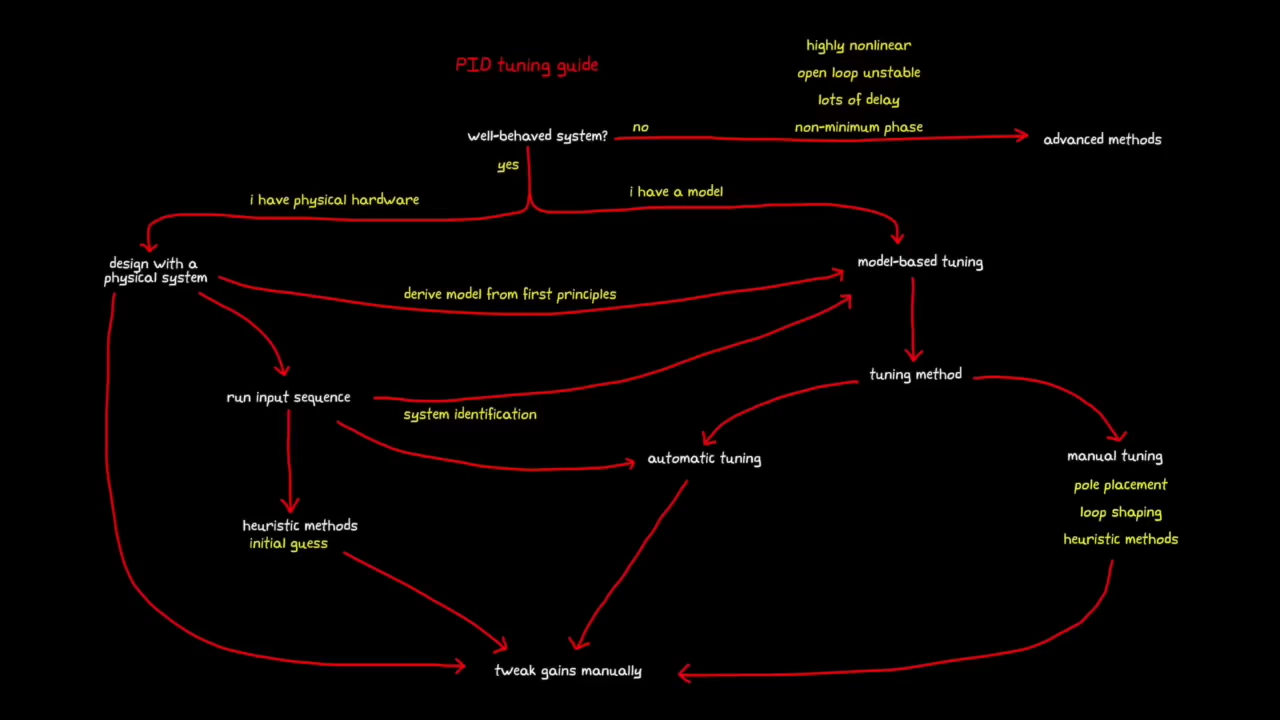 highly nonlinear
PID tuning guide
open loop unstable
lots of delay
well-behaved system?
no
non-minimum phase
advanced methods
yes
i have physical hardware
i have a model
design with a
physical system
model-based tuning
derive model from first principles
tuning method
run input sequence
system identification
automatic tuning
manual tuning
pole placement
loop shaping
heuristic methods
initial guess
heuristic methods
tweak gains manually